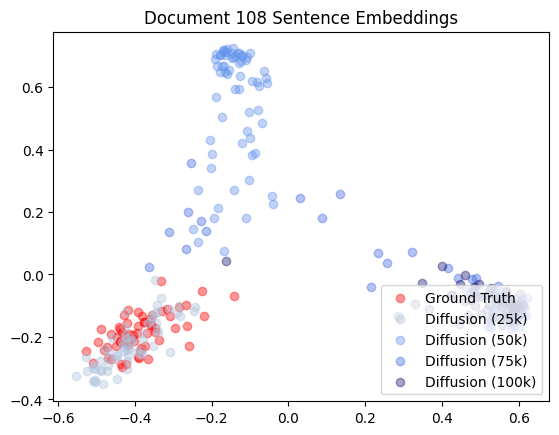 Document 108 Sentence Embeddings
0.6
0.4
0.2
0.0
−0.2
−0.4
Ground Truth
Diffusion (25k)
Diffusion (50k)
Diffusion (75k)
Diffusion (100k)
−0.6
−0.4
−0.2
0.0
0.2
0.4
0.6